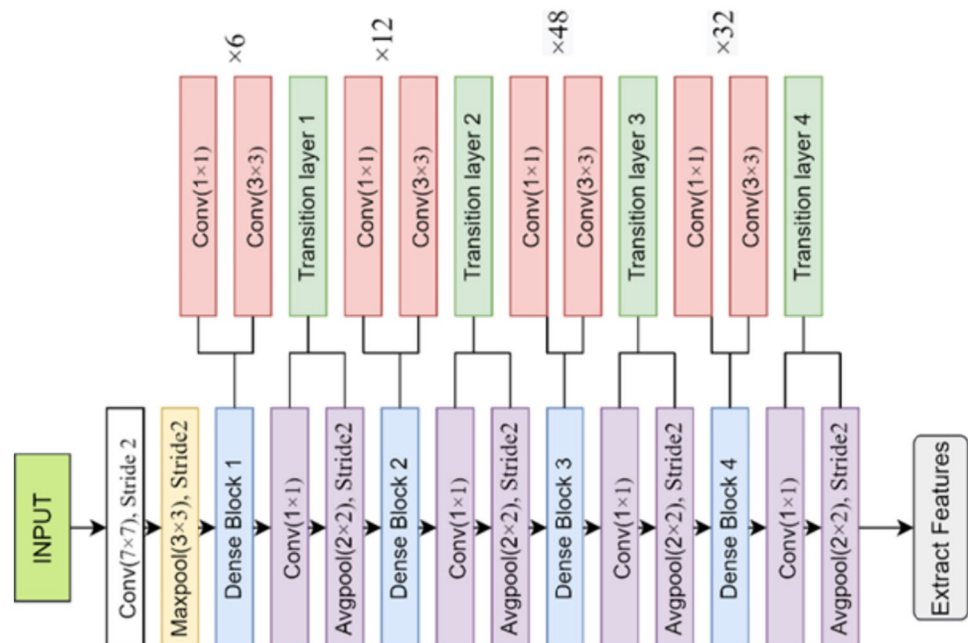 INPUT
Conv(7×7), Stride 2
Maxpool(3×3), Stride2
Dense Block 1
Conv(1×1)
Avgpool(2×2), Stride2
Dense Block 2
Conv(1×1)
Avgpool(2×2), Stride2
Dense Block 3
Conv(1×1)
Avgpool(2×2), Stride2
Dense Block 4
Conv(1×1)
Avgpool(2×2), Stride2
Extract Features
Conv(1×1)
Conv(3×3)
Transition layer 1
Conv(1×1)
Conv(3×3)
Transition layer 2
Conv(1×1)
Conv(3×3)
Transition layer 3
Conv(1×1)
Conv(3×3)
Transition layer 4
×6
×12
×48
×32